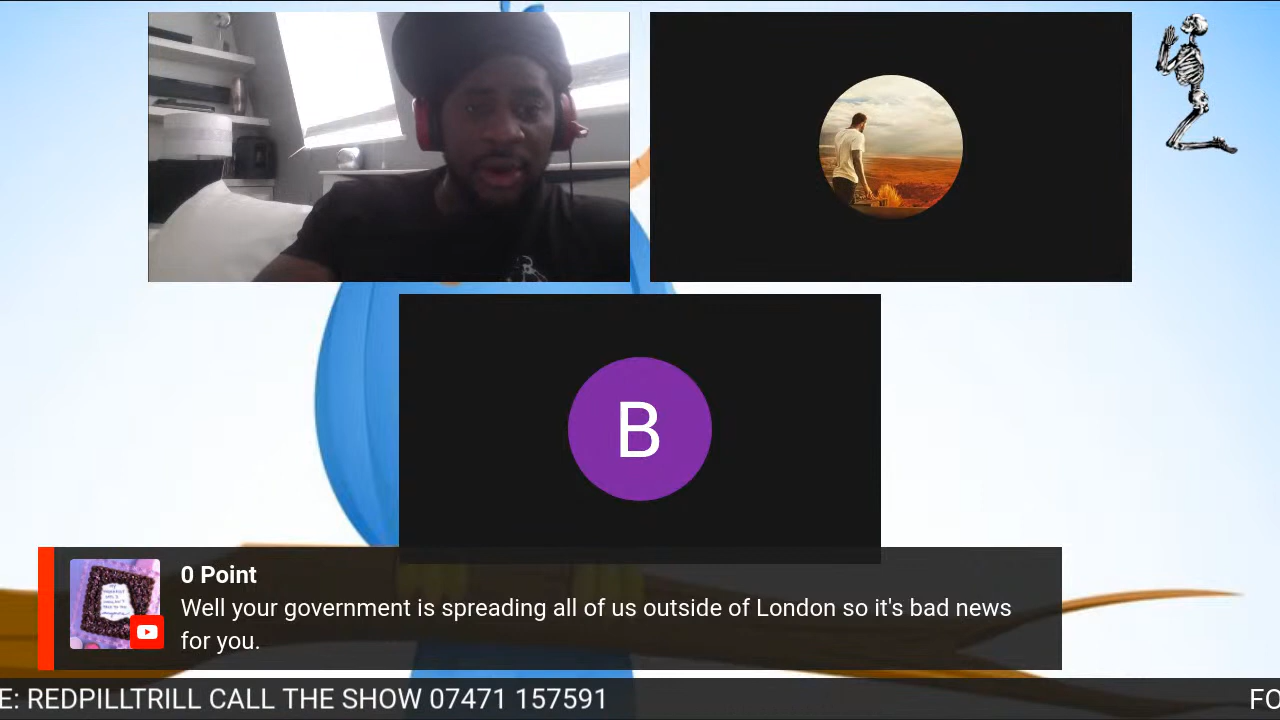 B
0 Point
Well your government is spreading all of us outside of London so it's bad news
for you.
E: REDPILLTRILL CALL THE SHOW 07471 157591
FO